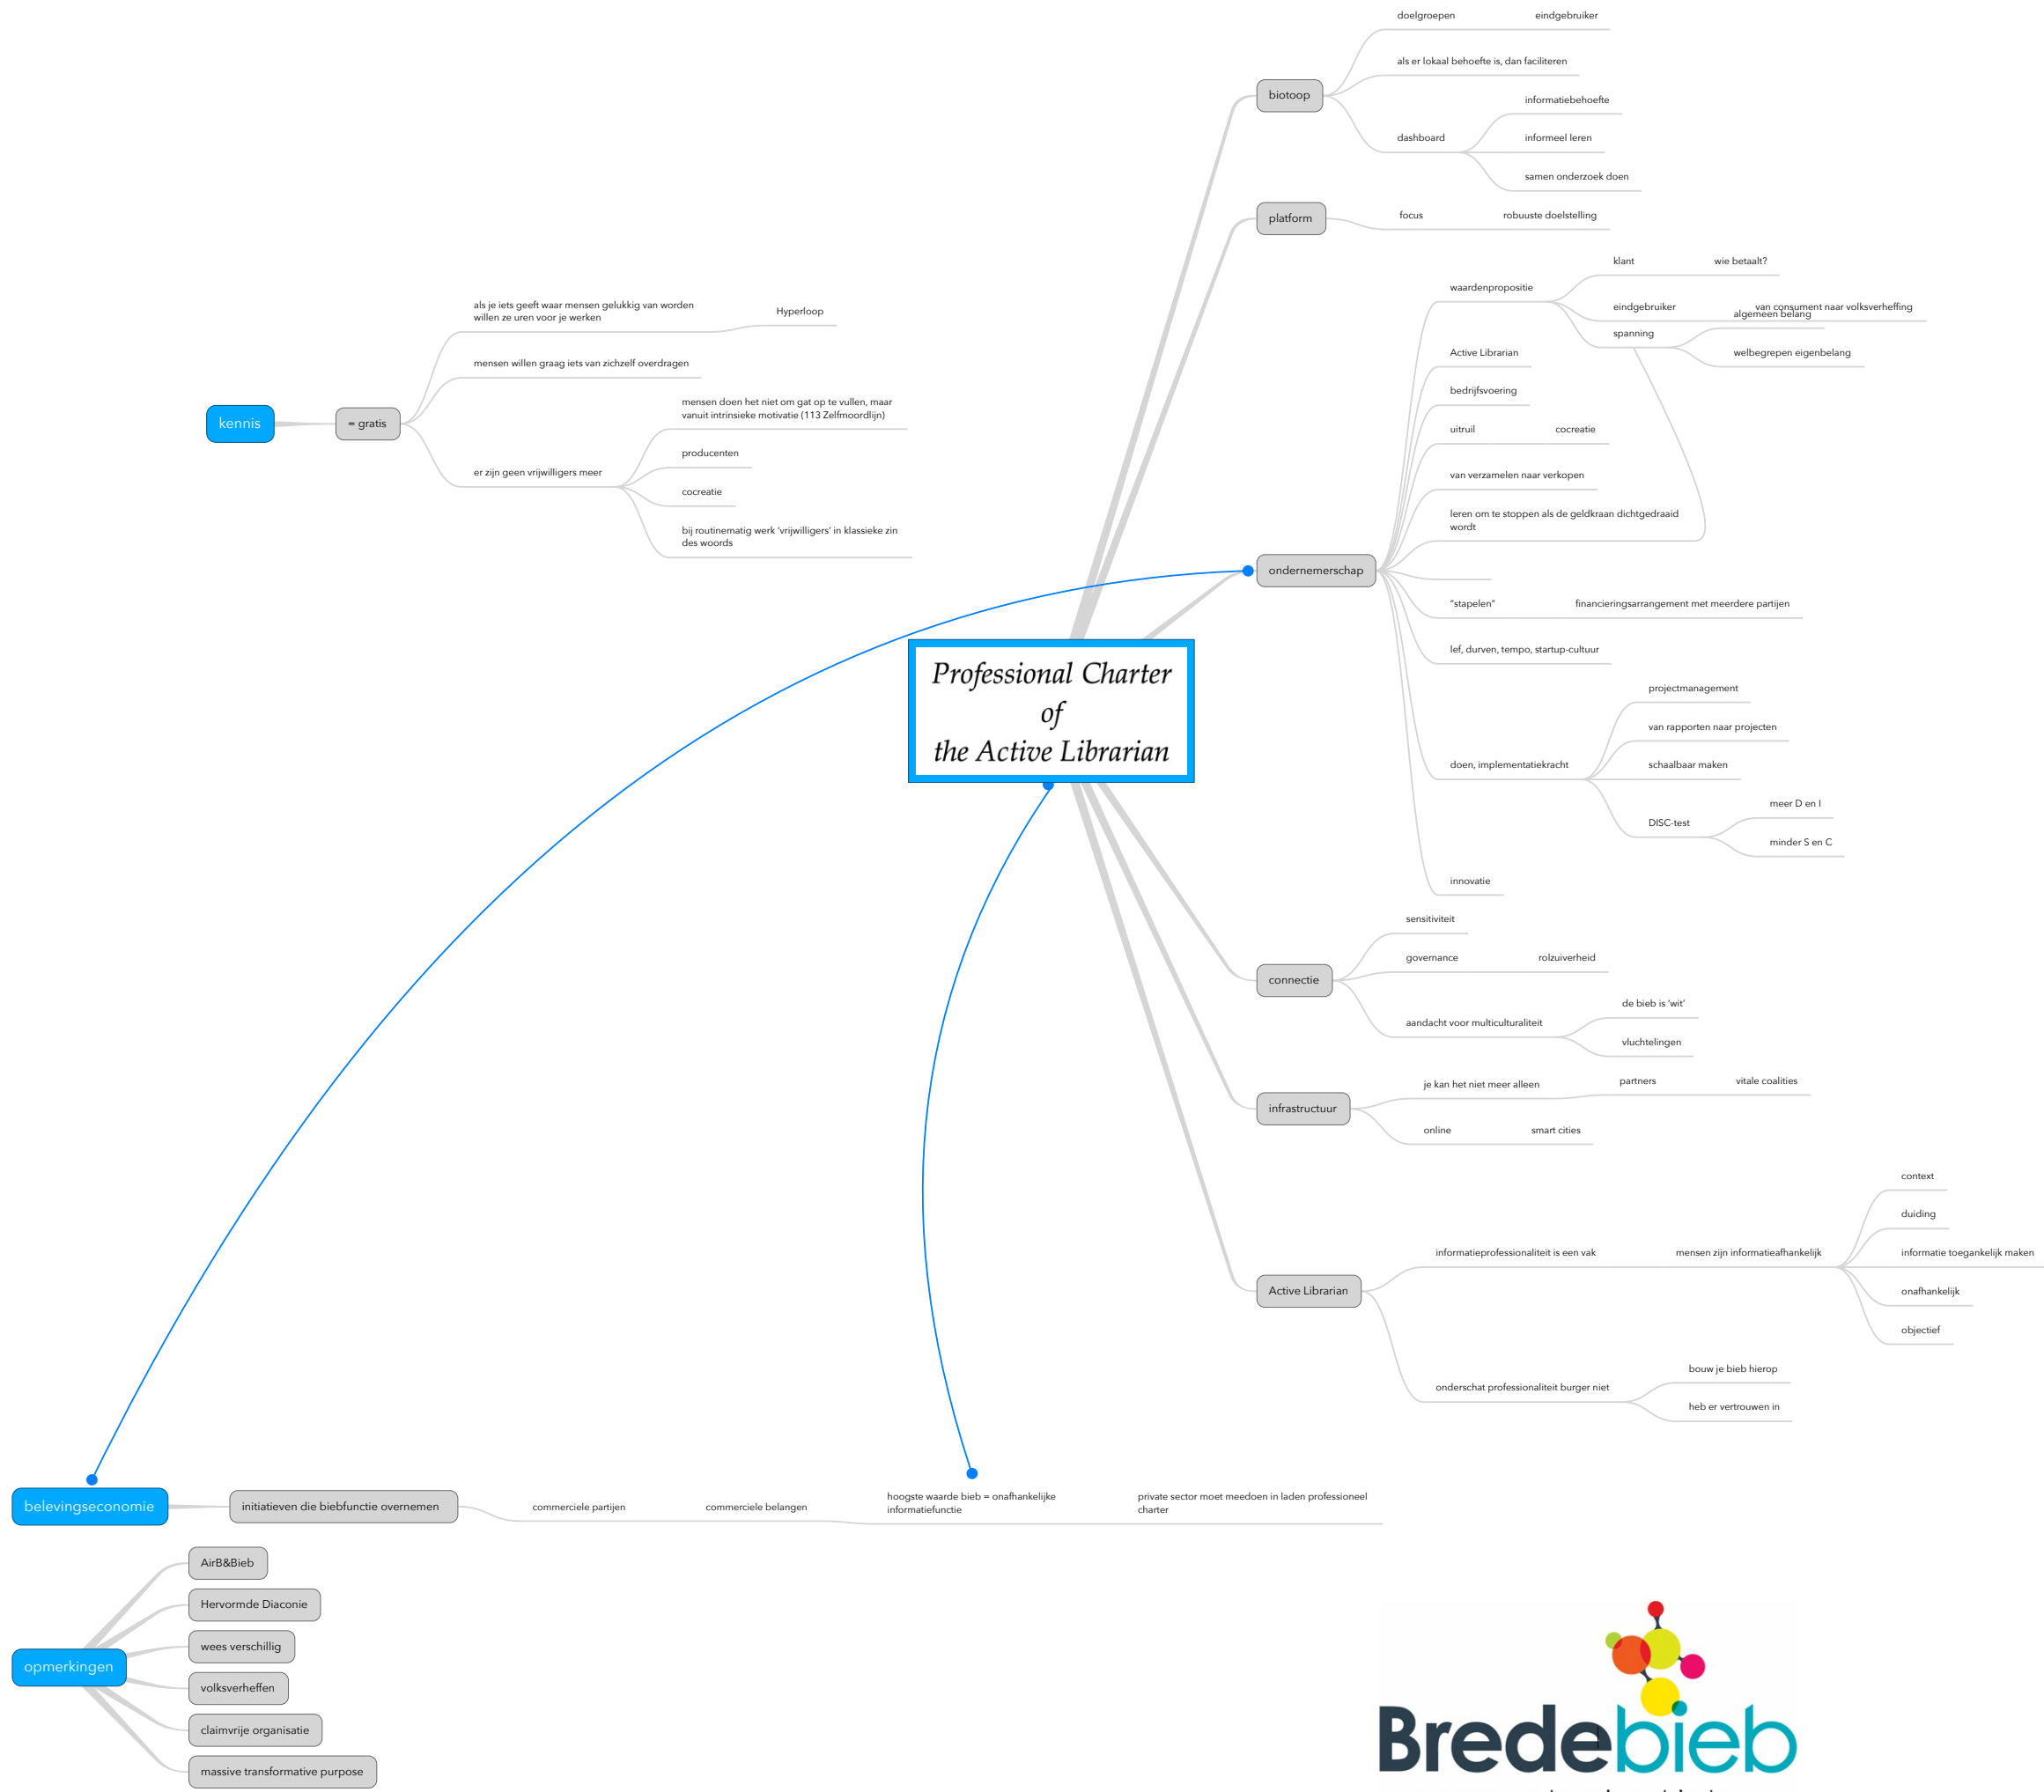 doelgroepen
eindgebruiker
als er lokaal behoefte is, dan faciliteren
biotoop
informatiebehoefte
dashboard
informeel leren
samen onderzoek doen
platform
focus
robuuste doelstelling
klant
wie betaalt?
waardenpropositie
eindgebruiker
van consument naar volksverheffing
algemeen belang
spanning
welbegrepen eigenbelang
Active Librarian
bedrijfsvoering
uitruil
cocreatie
van verzamelen naar verkopen
leren om te stoppen als de geldkraan dichtgedraaid
wordt
ondernemerschap
"stapelen"
financieringsarrangement met meerdere partijen
lef, durven, tempo, startup-cultuur
projectmanagement
van rapporten naar projecten
doen, implementatiekracht
schaalbaar maken
meer D en I
DISC-test
minder S en C
innovatie
als je iets geeft waar mensen gelukkig van worden
willen ze uren voor je werken
Hyperloop
mensen willen graag iets van zichzelf overdragen
kennis
= gratis
mensen doen het niet om gat op te vullen, maar
vanuit intrinsieke motivatie (113 Zelfmoordlijn)
producenten
er zijn geen vrijwilligers meer
cocreatie
bij routinematig werk 'vrijwilligers' in klassieke zin
des woords
Professional Charter
of
the Active Librarian
sensitiviteit
governance
rolzuiverheid
connectie
aandacht voor multiculturaliteit
de bieb is 'wit'
vluchtelingen
je kan het niet meer alleen
partners
vitale coalities
infrastructuur
online
smart cities
context
duiding
informatieprofessionaliteit is een vak
mensen zijn informatieafhankelijk
informatie toegankelijk maken
onafhankelijk
objectief
Active Librarian
bouw je bieb hierop
onderschat professionaliteit burger niet
heb er vertrouwen in
belevingseconomie
initiatieven die biebfunctie overnemen
commerciele partijen
commerciele belangen
hoogste waarde bieb = onafhankelijke
informatiefunctie
private sector moet meedoen in laden professioneel
charter
AirB&Bieb
Hervormde Diaconie
wees verschillig
opmerkingen
volksverheffen
claimvrije organisatie
massive transformative purpose
Bredebieb